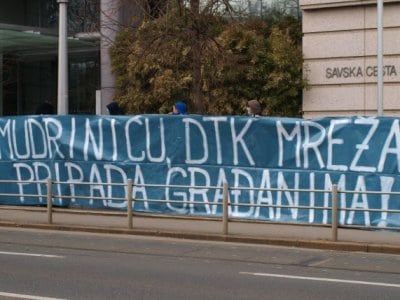 SAVSKA CESTA
MUDRINIĆU, DTK MREŽA
PRIPADA GRAĐANIMA!